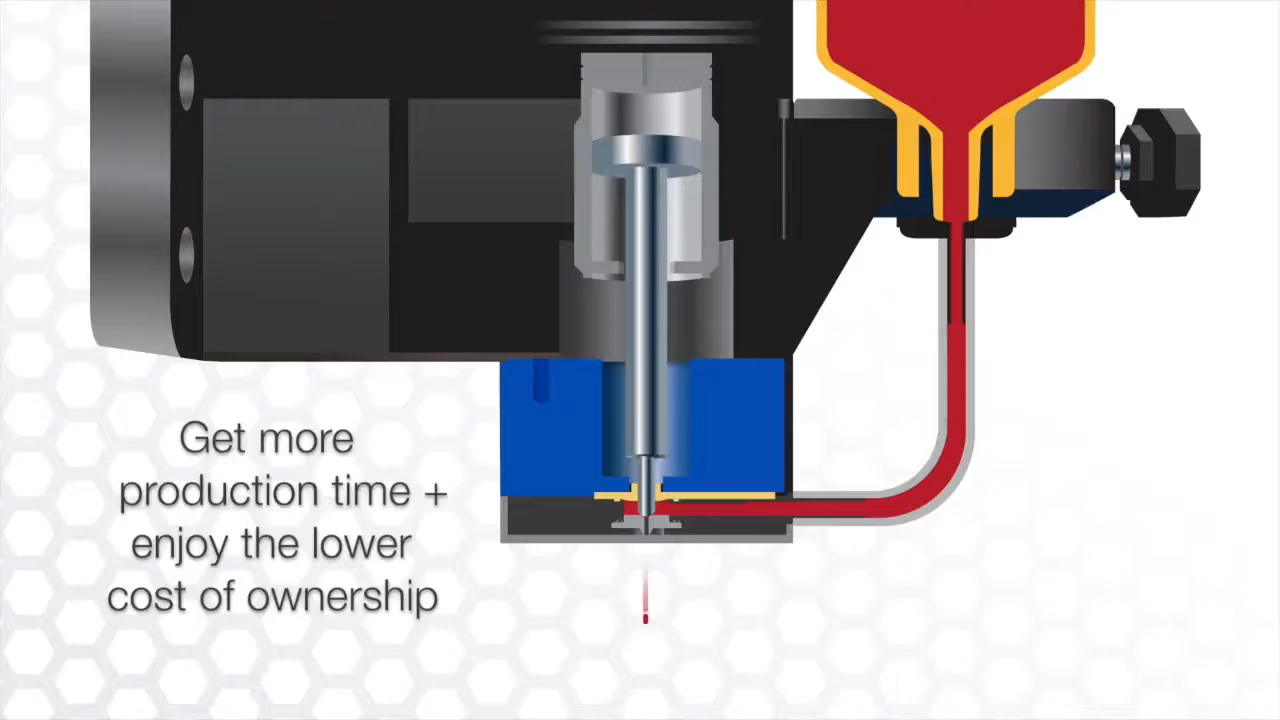 Get more
production time +
enjoy the lower
cost of ownership